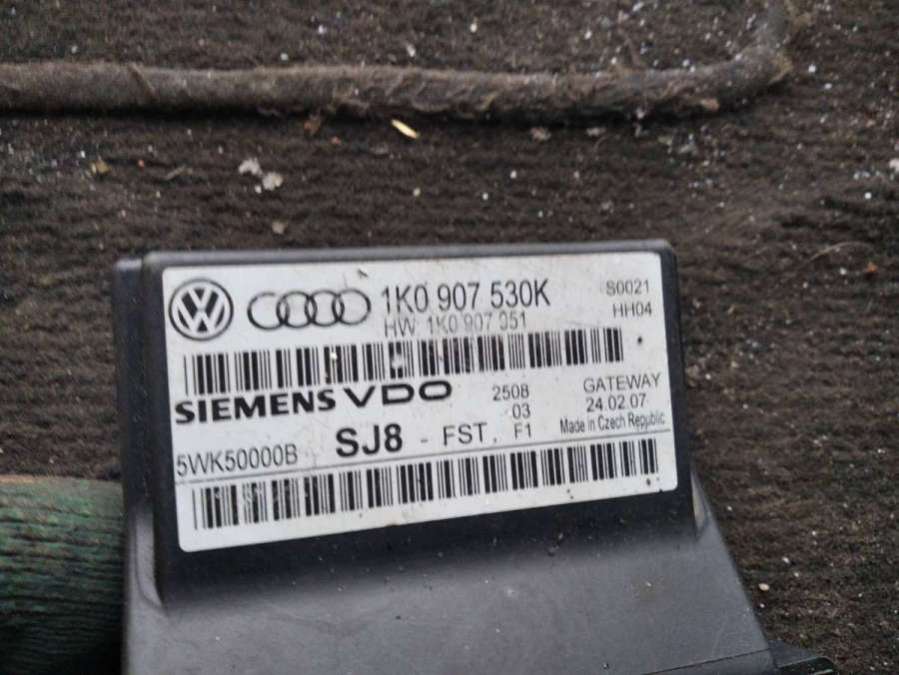 1K0 907 530K S0021
HW: 1K0 907 951 HH04
SIEMENS VDO 2508 GATEWAY
03 24.02.07
5WK50000B SJ8 - FST. F1 Made in Czech Republic